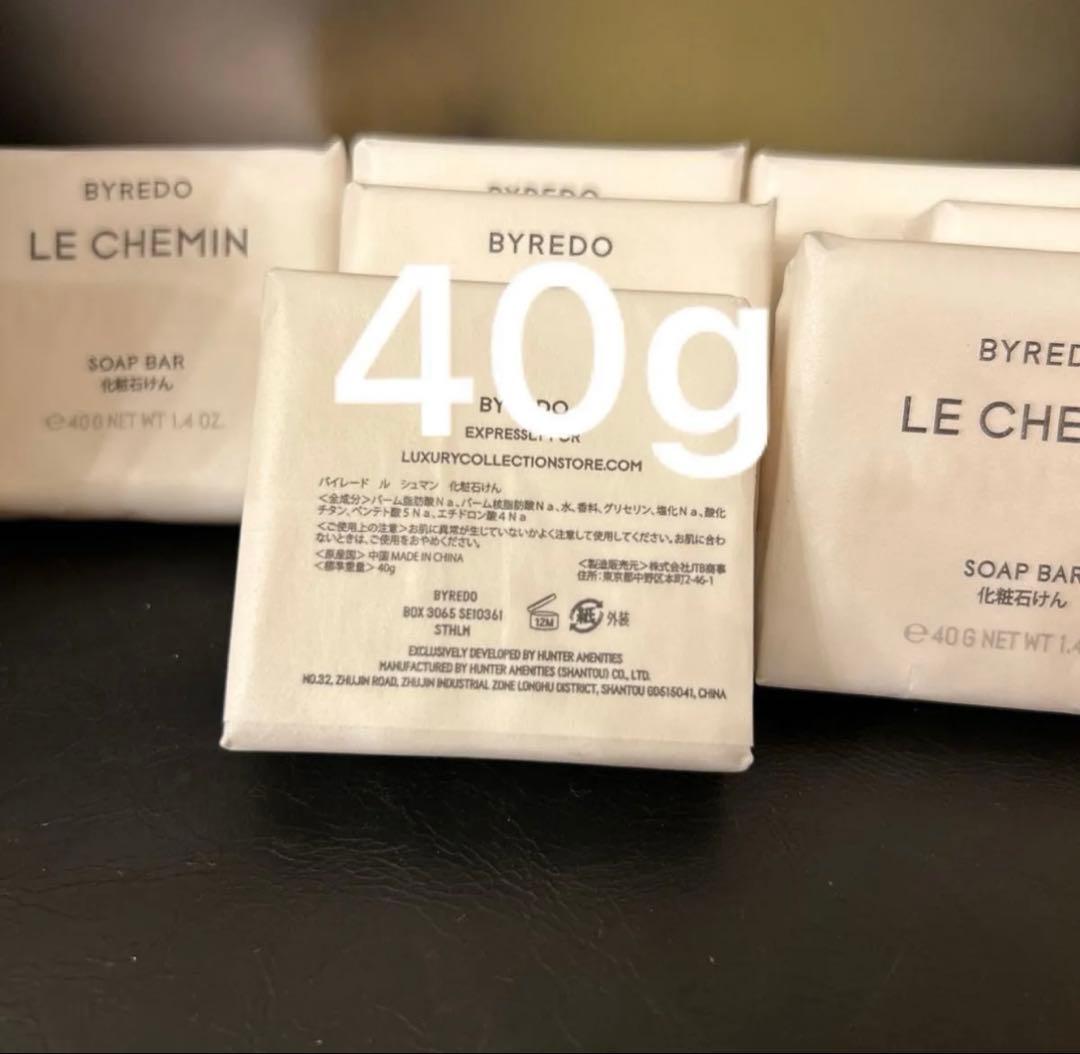 BYREDO
LE CHEMIN
SOAP BAR
化粧石けん
℮40 G NET WT 1.4 OZ.
BYREDO
BYREDO
40g
BYREDO
EXPRESSLY FOR
LUXURYCOLLECTIONSTORE.COM
バイレード ル シュマン 化粧石けん
<全成分>パーム脂肪酸Na、パーム核脂肪酸Na、水、香料、グリセリン、塩化Na、酸化
チタン、ペンテト酸5Na、エチドロン酸4Na
<ご使用上の注意>お肌に異常が生じていないかよく注意して使用してください。お肌に合わ
ないときは、ご使用をおやめください。
<原産国> 中国 MADE IN CHINA
<標準重量> 40g
<製造販売元>株式会社JTB商事
住所:東京都中野区本町2-46-1
BYREDO
BOX 3065 SE10361
STHLM
12M
紙
外装
EXCLUSIVELY DEVELOPED BY HUNTER AMENITIES
MANUFACTURED BY HUNTER AMENITIES (SHANTOU) CO., LTD.
NO.32, ZHUJIN ROAD, ZHUJIN INDUSTRIAL ZONE LONGHU DISTRICT, SHANTOU GD515041, CHINA
BYRED
LE CHE
SOAP BAR
化粧石けん
℮40 G NET WT 1.4